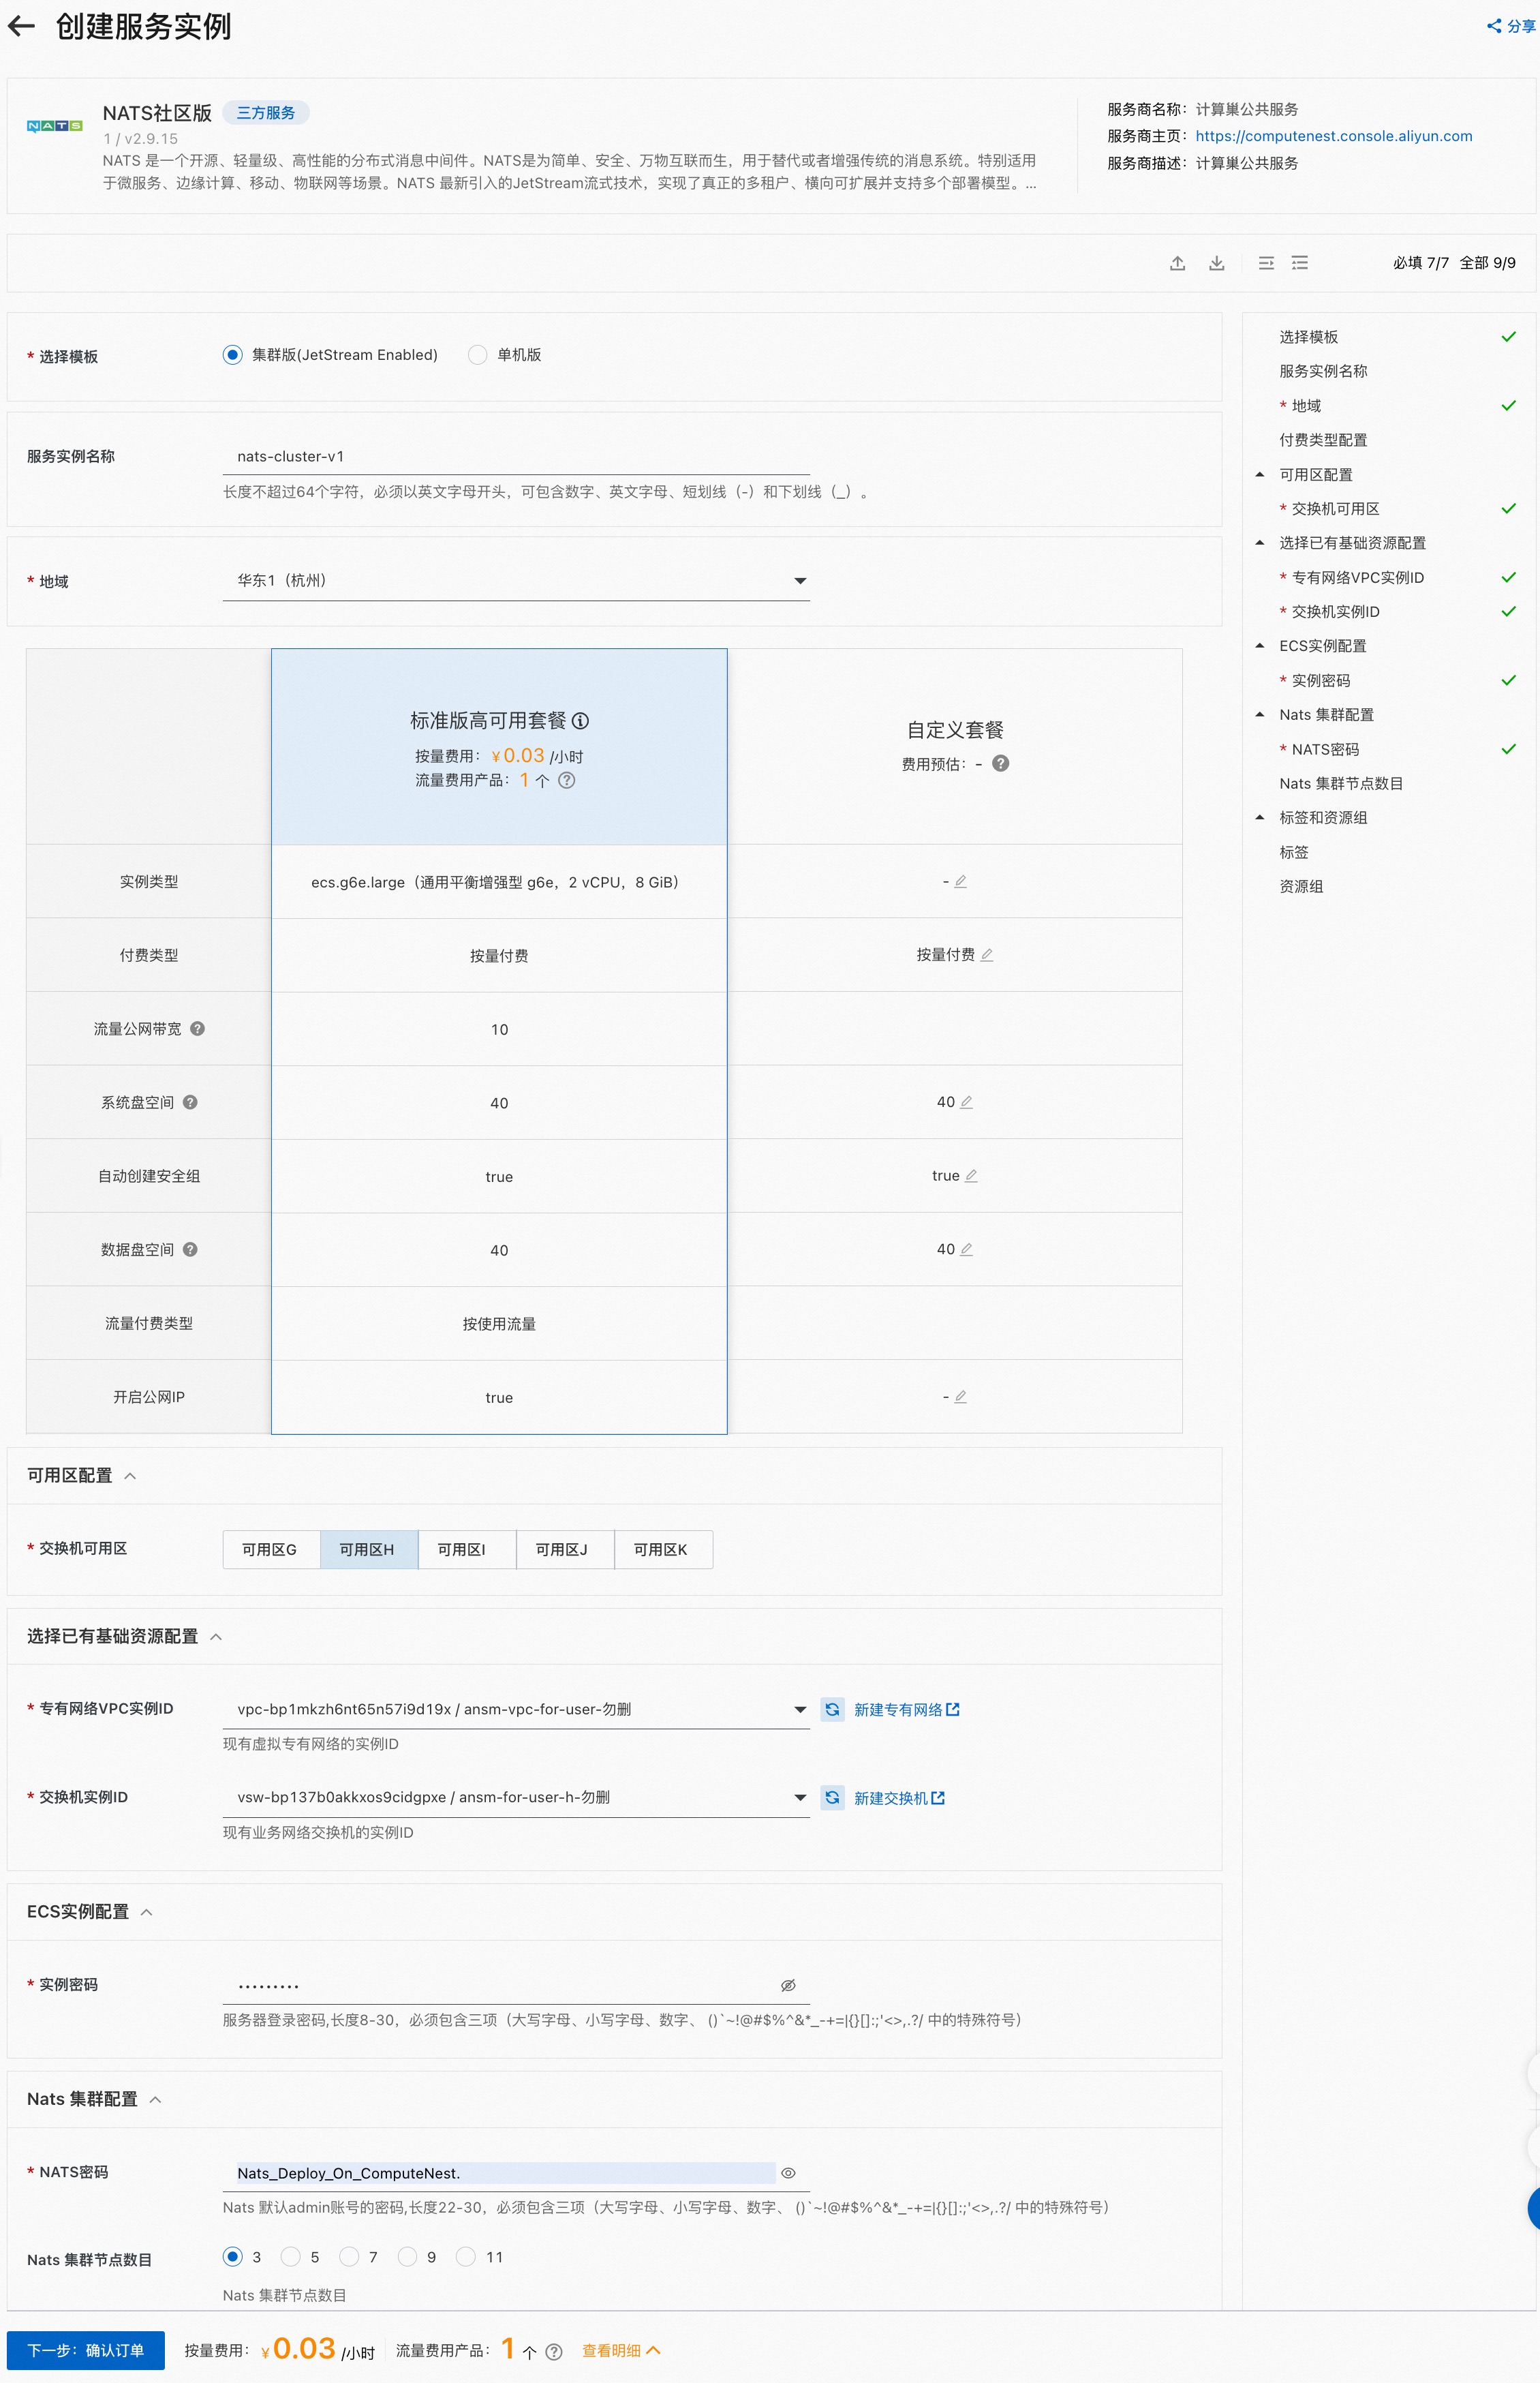 创建服务实例
分享
NATS
NATS社区版 三方服务
1 / v2.9.15
NATS 是一个开源、轻量级、高性能的分布式消息中间件。NATS是为简单、安全、万物互联而生，用于替代或者增强传统的消息系统。特别适用
于微服务、边缘计算、移动、物联网等场景。NATS 最新引入的JetStream流式技术，实现了真正的多租户、横向可扩展并支持多个部署模型。...
服务商名称： 计算巢公共服务
服务商主页： https://computenest.console.aliyun.com
服务商描述： 计算巢公共服务
必填 7/7 全部 9/9
* 选择模板 集群版(JetStream Enabled) 单机版
服务实例名称 nats-cluster-v1
长度不超过64个字符，必须以英文字母开头，可包含数字、英文字母、短划线（-）和下划线（_）。
* 地域 华东1（杭州）
标准版高可用套餐
按量费用： ¥0.03 /小时
流量费用产品： 1 个
自定义套餐
费用预估： -
实例类型 ecs.g6e.large（通用平衡增强型 g6e，2 vCPU，8 GiB） -
付费类型 按量付费 按量付费
流量公网带宽 10
系统盘空间 40 40
自动创建安全组 true true
数据盘空间 40 40
流量付费类型 按使用流量
开启公网IP true -
可用区配置
* 交换机可用区 可用区G 可用区H 可用区I 可用区J 可用区K
选择已有基础资源配置
* 专有网络VPC实例ID vpc-bp1mkzh6nt65n57i9d19x / ansm-vpc-for-user-勿删 新建专有网络
现有虚拟专有网络的实例ID
* 交换机实例ID vsw-bp137b0akkxos9cidgpxe / ansm-for-user-h-勿删 新建交换机
现有业务网络交换机的实例ID
ECS实例配置
* 实例密码 ·········
服务器登录密码,长度8-30，必须包含三项（大写字母、小写字母、数字、 ()`~!@#$%^&*_-+=|{}[]:;'<>,.?/ 中的特殊符号）
Nats 集群配置
* NATS密码 Nats_Deploy_On_ComputeNest.
Nats 默认admin账号的密码,长度22-30，必须包含三项（大写字母、小写字母、数字、 ()`~!@#$%^&*_-+=|{}[]:;'<>,.?/ 中的特殊符号）
Nats 集群节点数目 3 5 7 9 11
Nats 集群节点数目
选择模板
服务实例名称
* 地域
付费类型配置
可用区配置
* 交换机可用区
选择已有基础资源配置
* 专有网络VPC实例ID
* 交换机实例ID
ECS实例配置
* 实例密码
Nats 集群配置
* NATS密码
Nats 集群节点数目
标签和资源组
标签
资源组
下一步：确认订单 按量费用： ¥0.03 /小时 流量费用产品： 1 个 查看明细